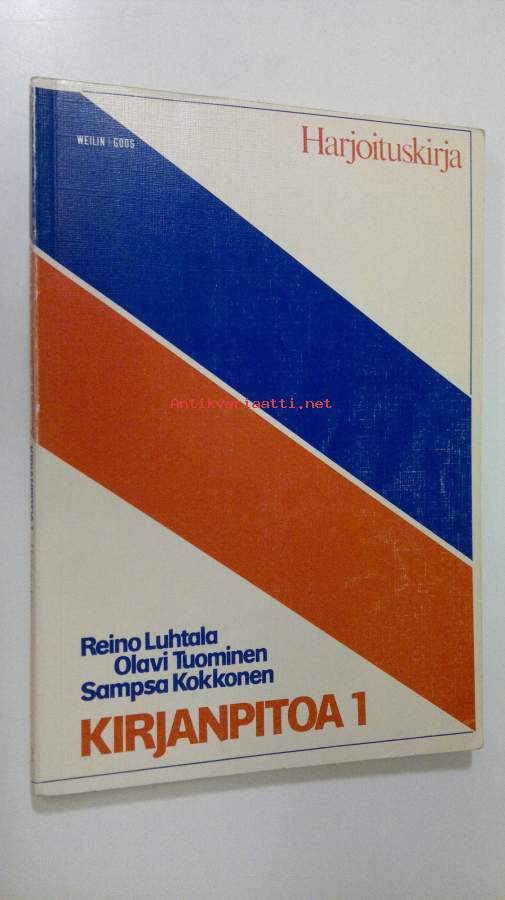 WEILIN + GÖÖS
Harjoituskirja
Antikvariaatti.net
Reino Luhtala
Olavi Tuominen
Sampsa Kokkonen
KIRJANPITOA 1